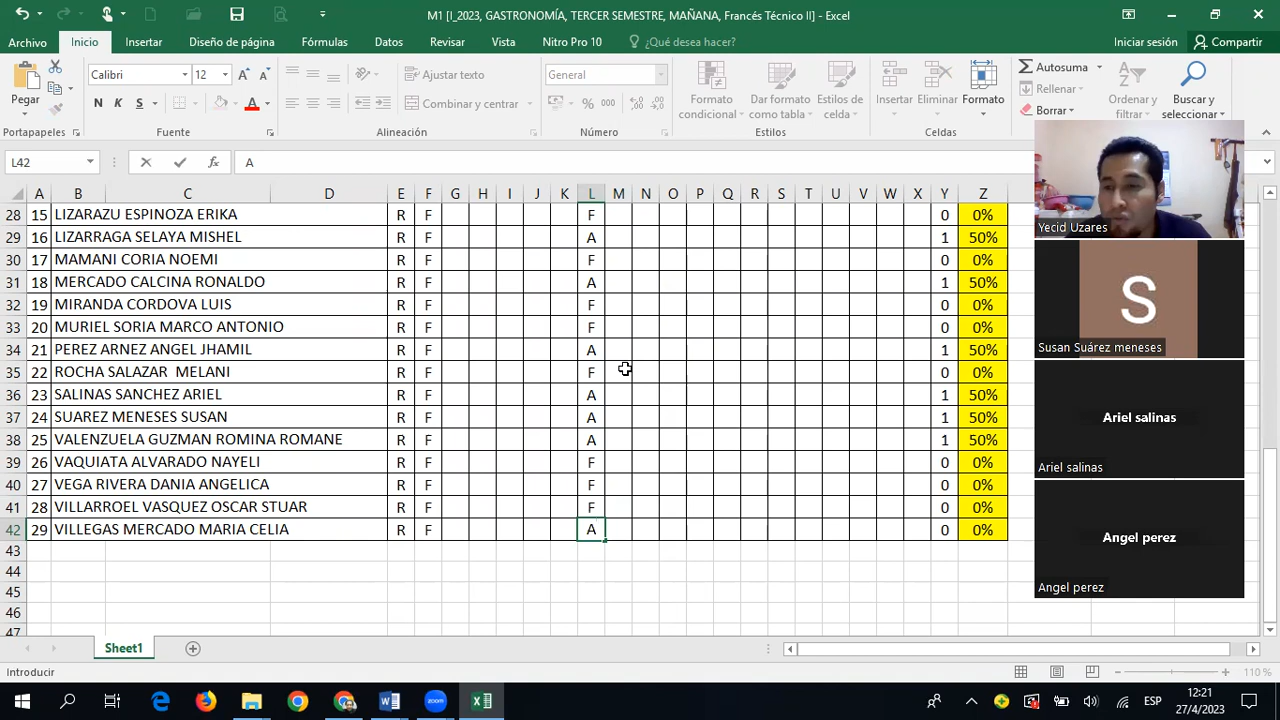 M1 [I_2023, GASTRONOMÍA, TERCER SEMESTRE, MAÑANA, Francés Técnico II] - Excel
Archivo Inicio Insertar Diseño de página Fórmulas Datos Revisar Vista Nitro Pro 10 ¿Qué desea hacer? Iniciar sesión Compartir
Pegar
Calibri 12
N K S
Ajustar texto
Combinar y centrar
General
% 000
Formato condicional
Dar formato como tabla
Estilos de celda
Insertar Eliminar Formato
Autosuma
Rellenar
Borrar
Ordenar y filtrar
Buscar y seleccionar
Portapapeles Fuente Alineación Número Estilos Celdas
L42 fx A
A B C D E F G H I J K L M N O P Q R S T U V W X Y Z
28 15 LIZARAZU ESPINOZA ERIKA R F F 0 0%
29 16 LIZARRAGA SELAYA MISHEL R F A 1 50%
30 17 MAMANI CORIA NOEMI R F F 0 0%
31 18 MERCADO CALCINA RONALDO R F A 1 50%
32 19 MIRANDA CORDOVA LUIS R F F 0 0%
33 20 MURIEL SORIA MARCO ANTONIO R F F 0 0%
34 21 PEREZ ARNEZ ANGEL JHAMIL R F A 1 50%
35 22 ROCHA SALAZAR MELANI R F F 0 0%
36 23 SALINAS SANCHEZ ARIEL R F A 1 50%
37 24 SUAREZ MENESES SUSAN R F A 1 50%
38 25 VALENZUELA GUZMAN ROMINA ROMANE R F A 1 50%
39 26 VAQUIATA ALVARADO NAYELI R F F 0 0%
40 27 VEGA RIVERA DANIA ANGELICA R F F 0 0%
41 28 VILLARROEL VASQUEZ OSCAR STUAR R F F 0 0%
42 29 VILLEGAS MERCADO MARIA CELIA R F A 0 0%
43
44
45
46
47
Yecid Uzares
S
Susan Suárez meneses
Ariel salinas
Ariel salinas
Angel perez
Angel perez
Sheet1
Introducir
110 %
zoom
ESP
12:21
27/4/2023